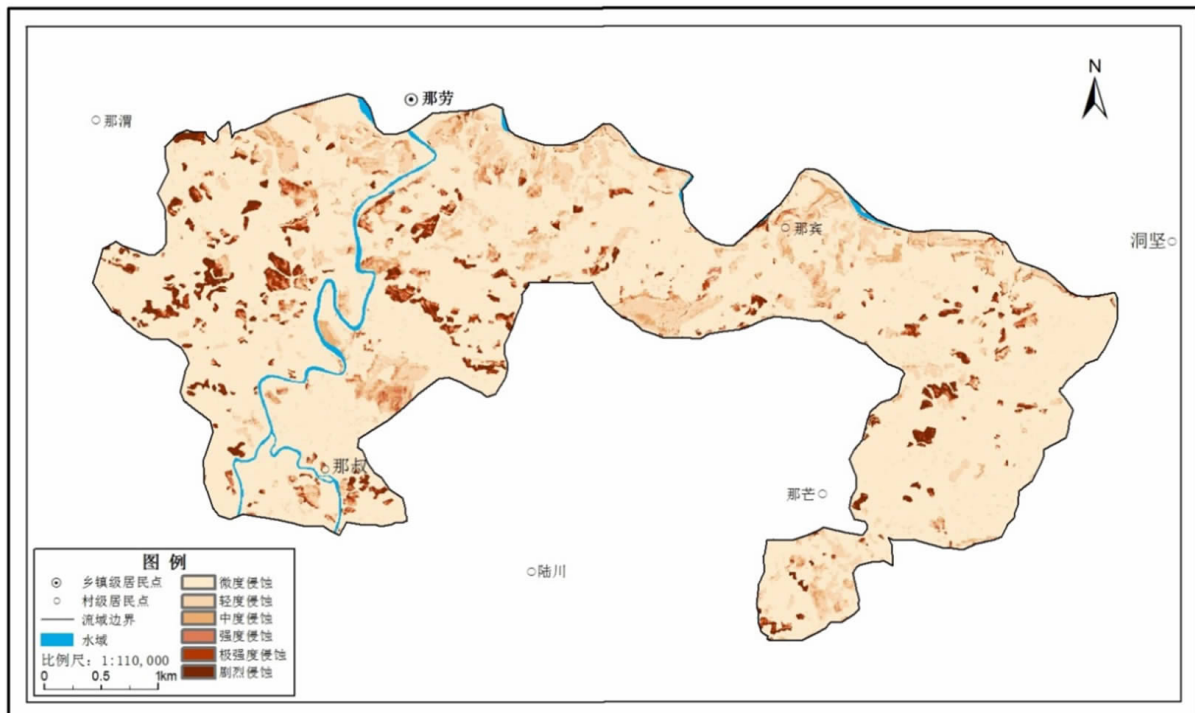 N
那劳
那渭
那宾
洞坚
那叔
那芒
陆川
图 例
乡镇级居民点
村级居民点
流域边界
水域
比例尺：1:110,000
0 0.5 1km
微度侵蚀
轻度侵蚀
中度侵蚀
强度侵蚀
极强度侵蚀
剧烈侵蚀